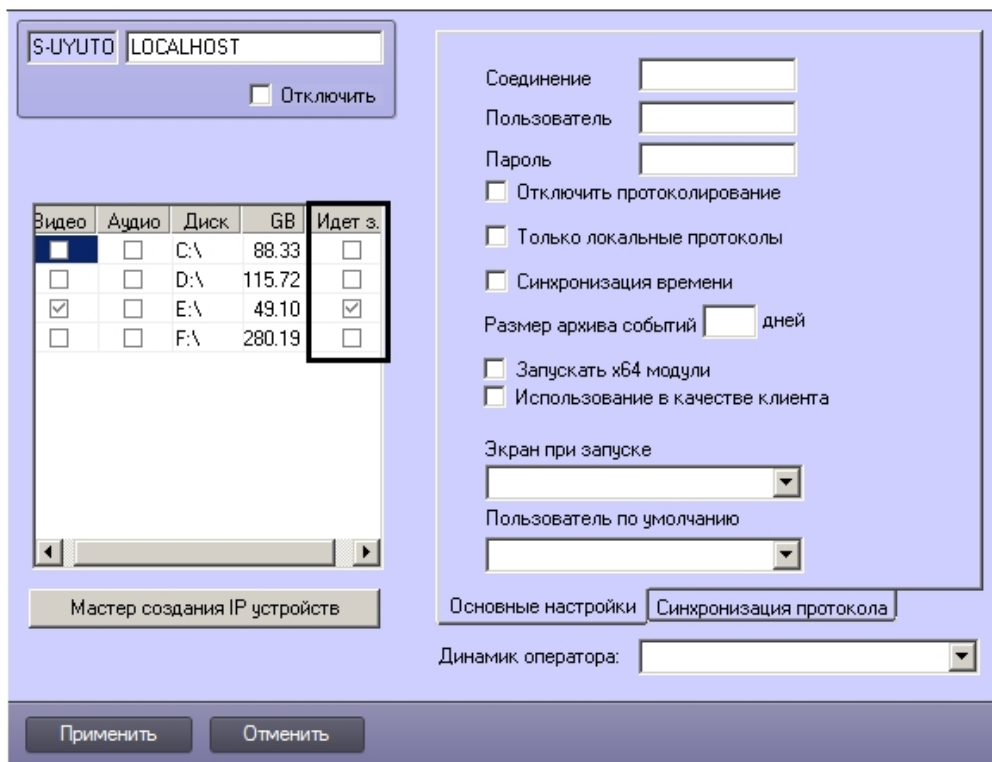 S-UYUTO LOCALHOST
Отключить
Видео Аудио Диск GB Идет з.
C:\ 88.33
D:\ 115.72
E:\ 49.10
F:\ 280.19
Мастер создания IP устройств
Соединение
Пользователь
Пароль
Отключить протоколирование
Только локальные протоколы
Синхронизация времени
Размер архива событий дней
Запускать x64 модули
Использование в качестве клиента
Экран при запуске
Пользователь по умолчанию
Основные настройки Синхронизация протокола
Динамик оператора:
Применить Отменить